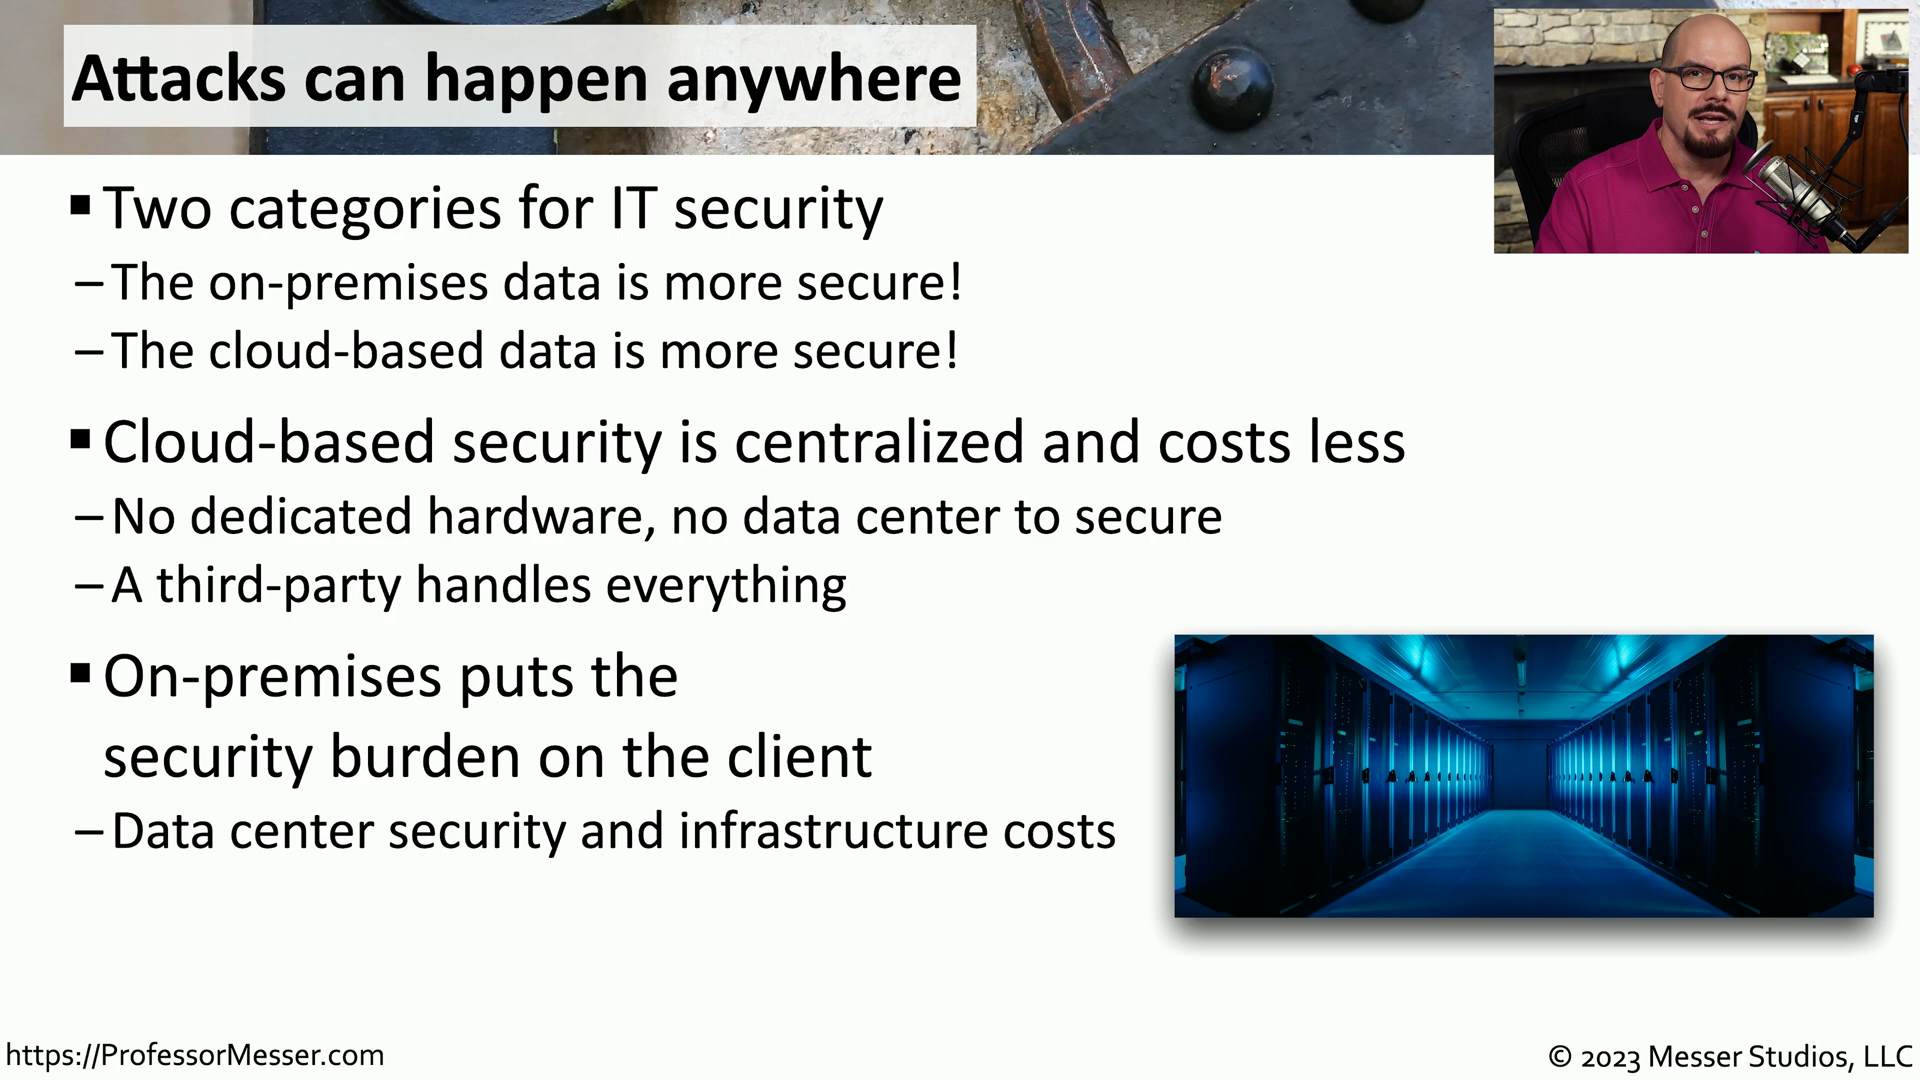 Attacks can happen anywhere
▪ Two categories for IT security
– The on-premises data is more secure!
– The cloud-based data is more secure!
▪ Cloud-based security is centralized and costs less
– No dedicated hardware, no data center to secure
– A third-party handles everything
▪ On-premises puts the
security burden on the client
– Data center security and infrastructure costs
https://ProfessorMesser.com
© 2023 Messer Studios, LLC